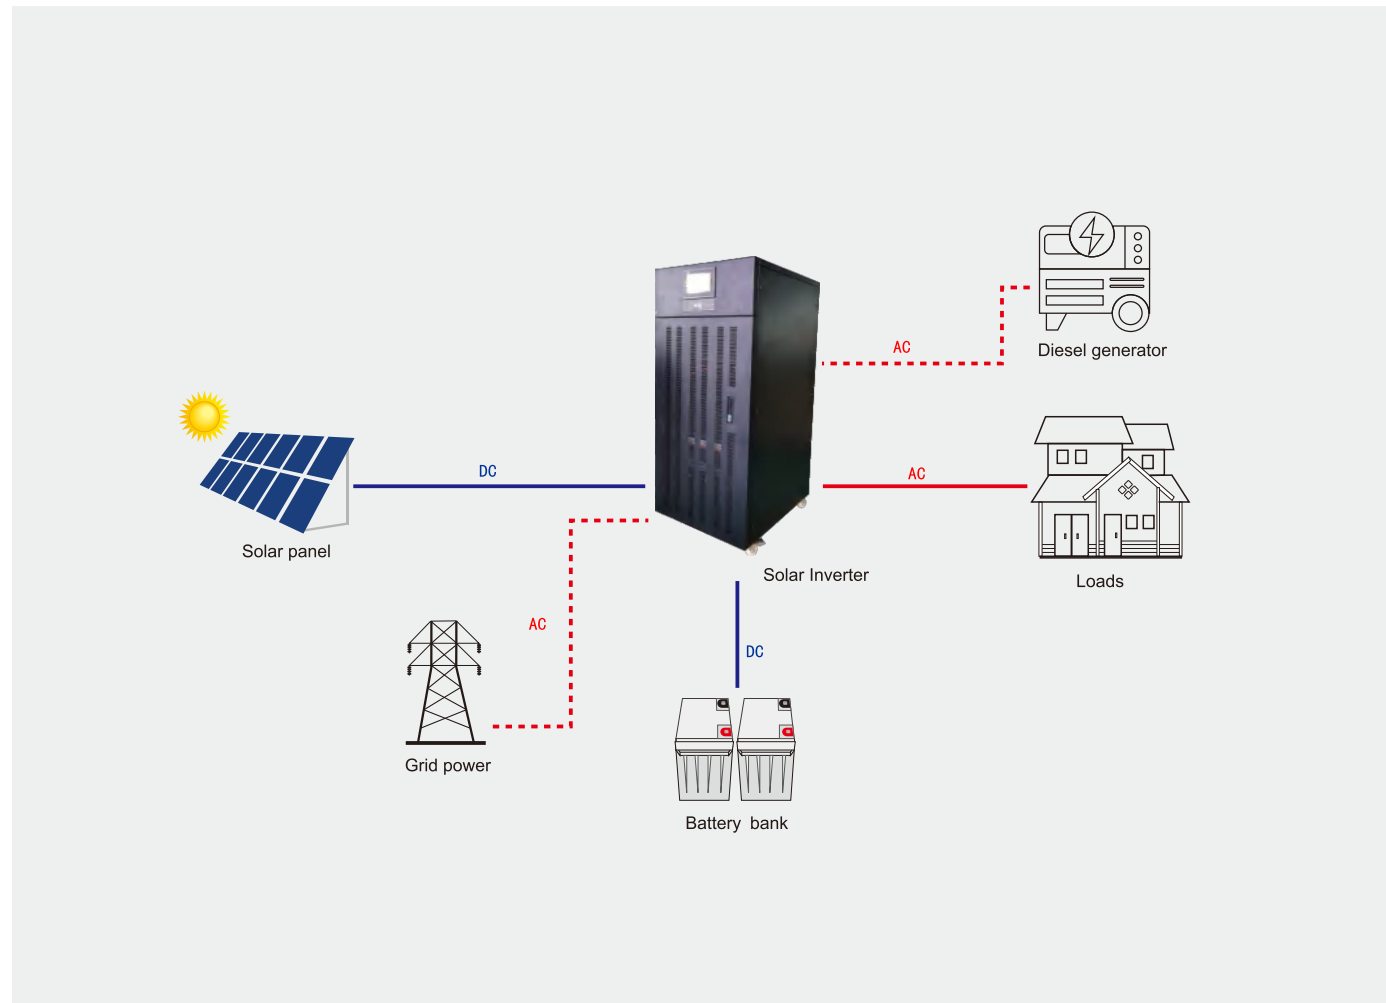 Diesel generator
AC
DC
AC
Solar panel
Solar Inverter
Loads
AC
DC
Grid power
Battery bank